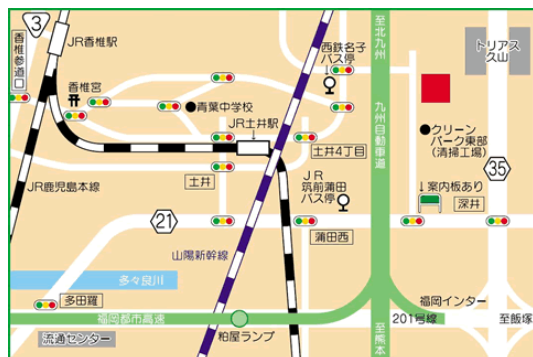 3
香椎参道口
JR香椎駅
香椎宮
青葉中学校
JR土井駅
西鉄名子
バス停
至北九州
トリアス
久山
九州自動車道
クリーン
パーク東部
(清掃工場)
土井4丁目
土井
JR鹿児島本線
JR
筑前蒲田
バス停
↓案内板あり
35
深井
21
蒲田西
山陽新幹線
多々良川
多田羅
福岡インター
福岡都市高速
201号線
至飯塚
流通センター
粕屋ランプ
至熊本